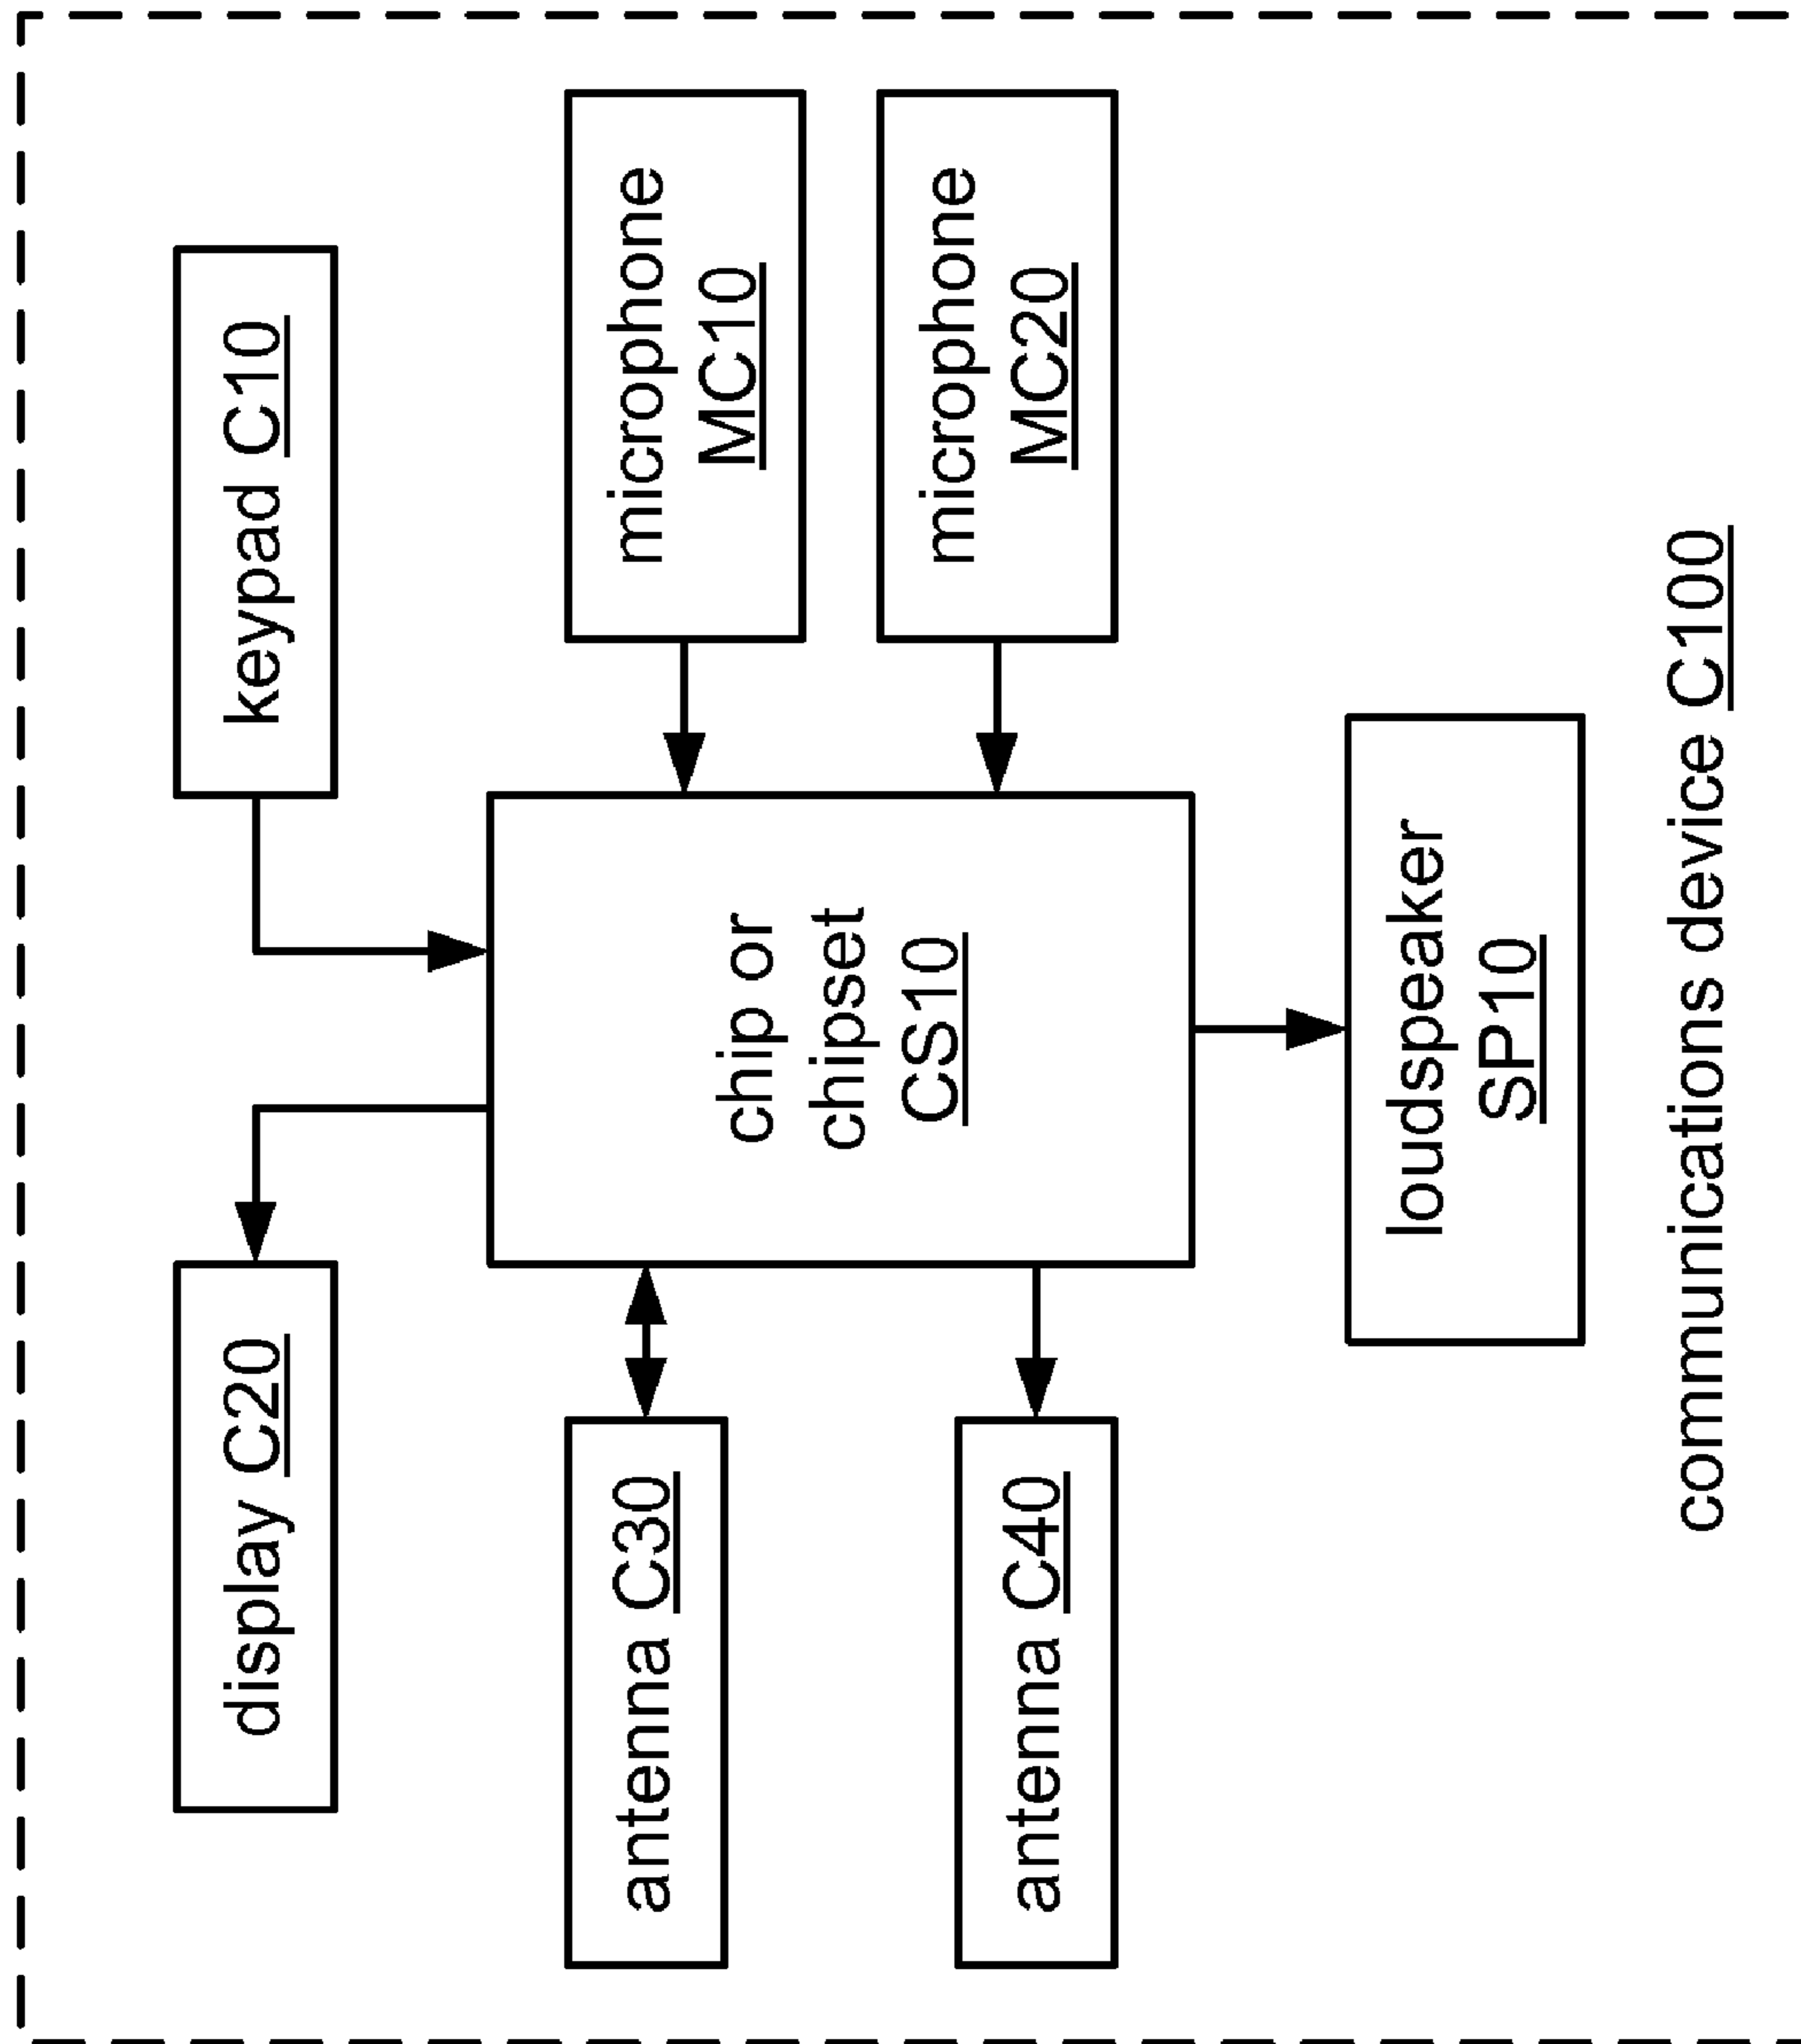 display C20
keypad C10
antenna C30
antenna C40
chip or
chipset
CS10
microphone
MC10
microphone
MC20
loudspeaker
SP10
communications device C100